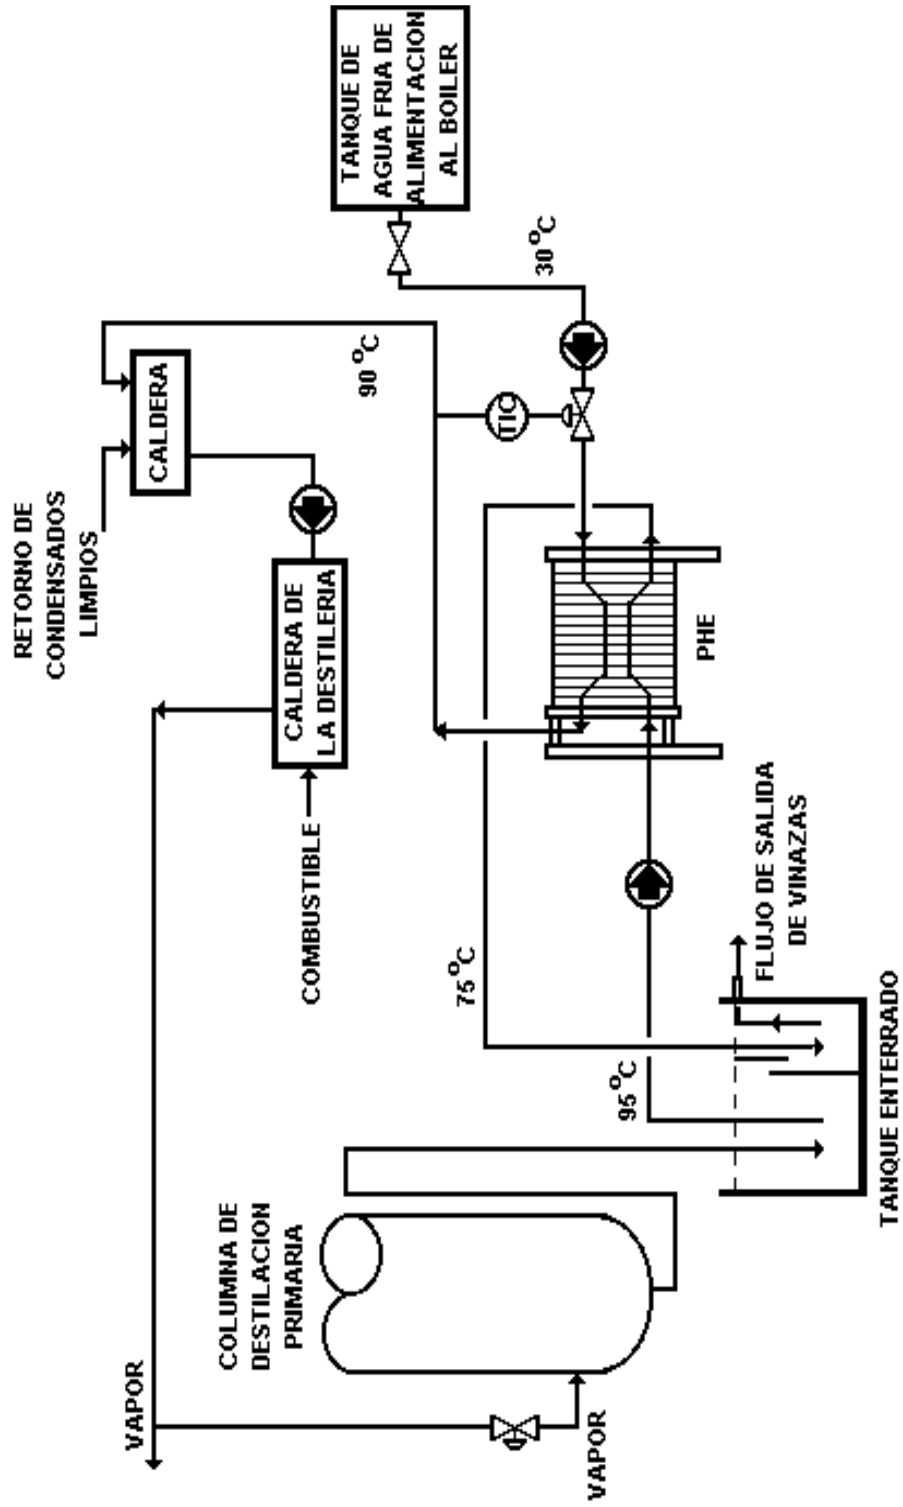 VAPOR
COLUMNA DE
DESTILACION
PRIMARIA
VAPOR
RETORNO DE
CONDENSADOS
LIMPIOS
CALDERA
CALDERA DE
LA DESTILERIA
COMBUSTIBLE
90 °C
TIC
30 °C
TANQUE DE
AGUA FRIA DE
ALIMENTACION
AL BOILER
75 °C
95 °C
PHE
FLUJO DE SALIDA
DE VINAZAS
TANQUE ENTERRADO